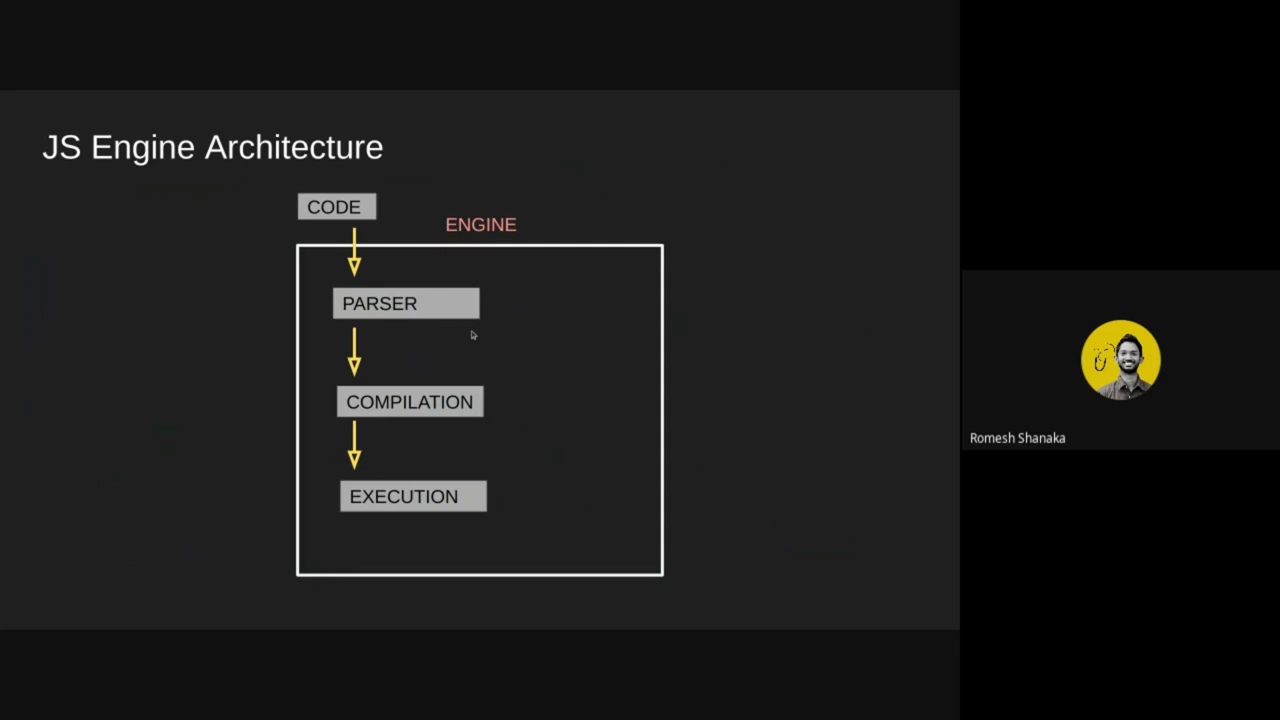 JS Engine Architecture
CODE
ENGINE
PARSER
COMPILATION
EXECUTION
Romesh Shanaka